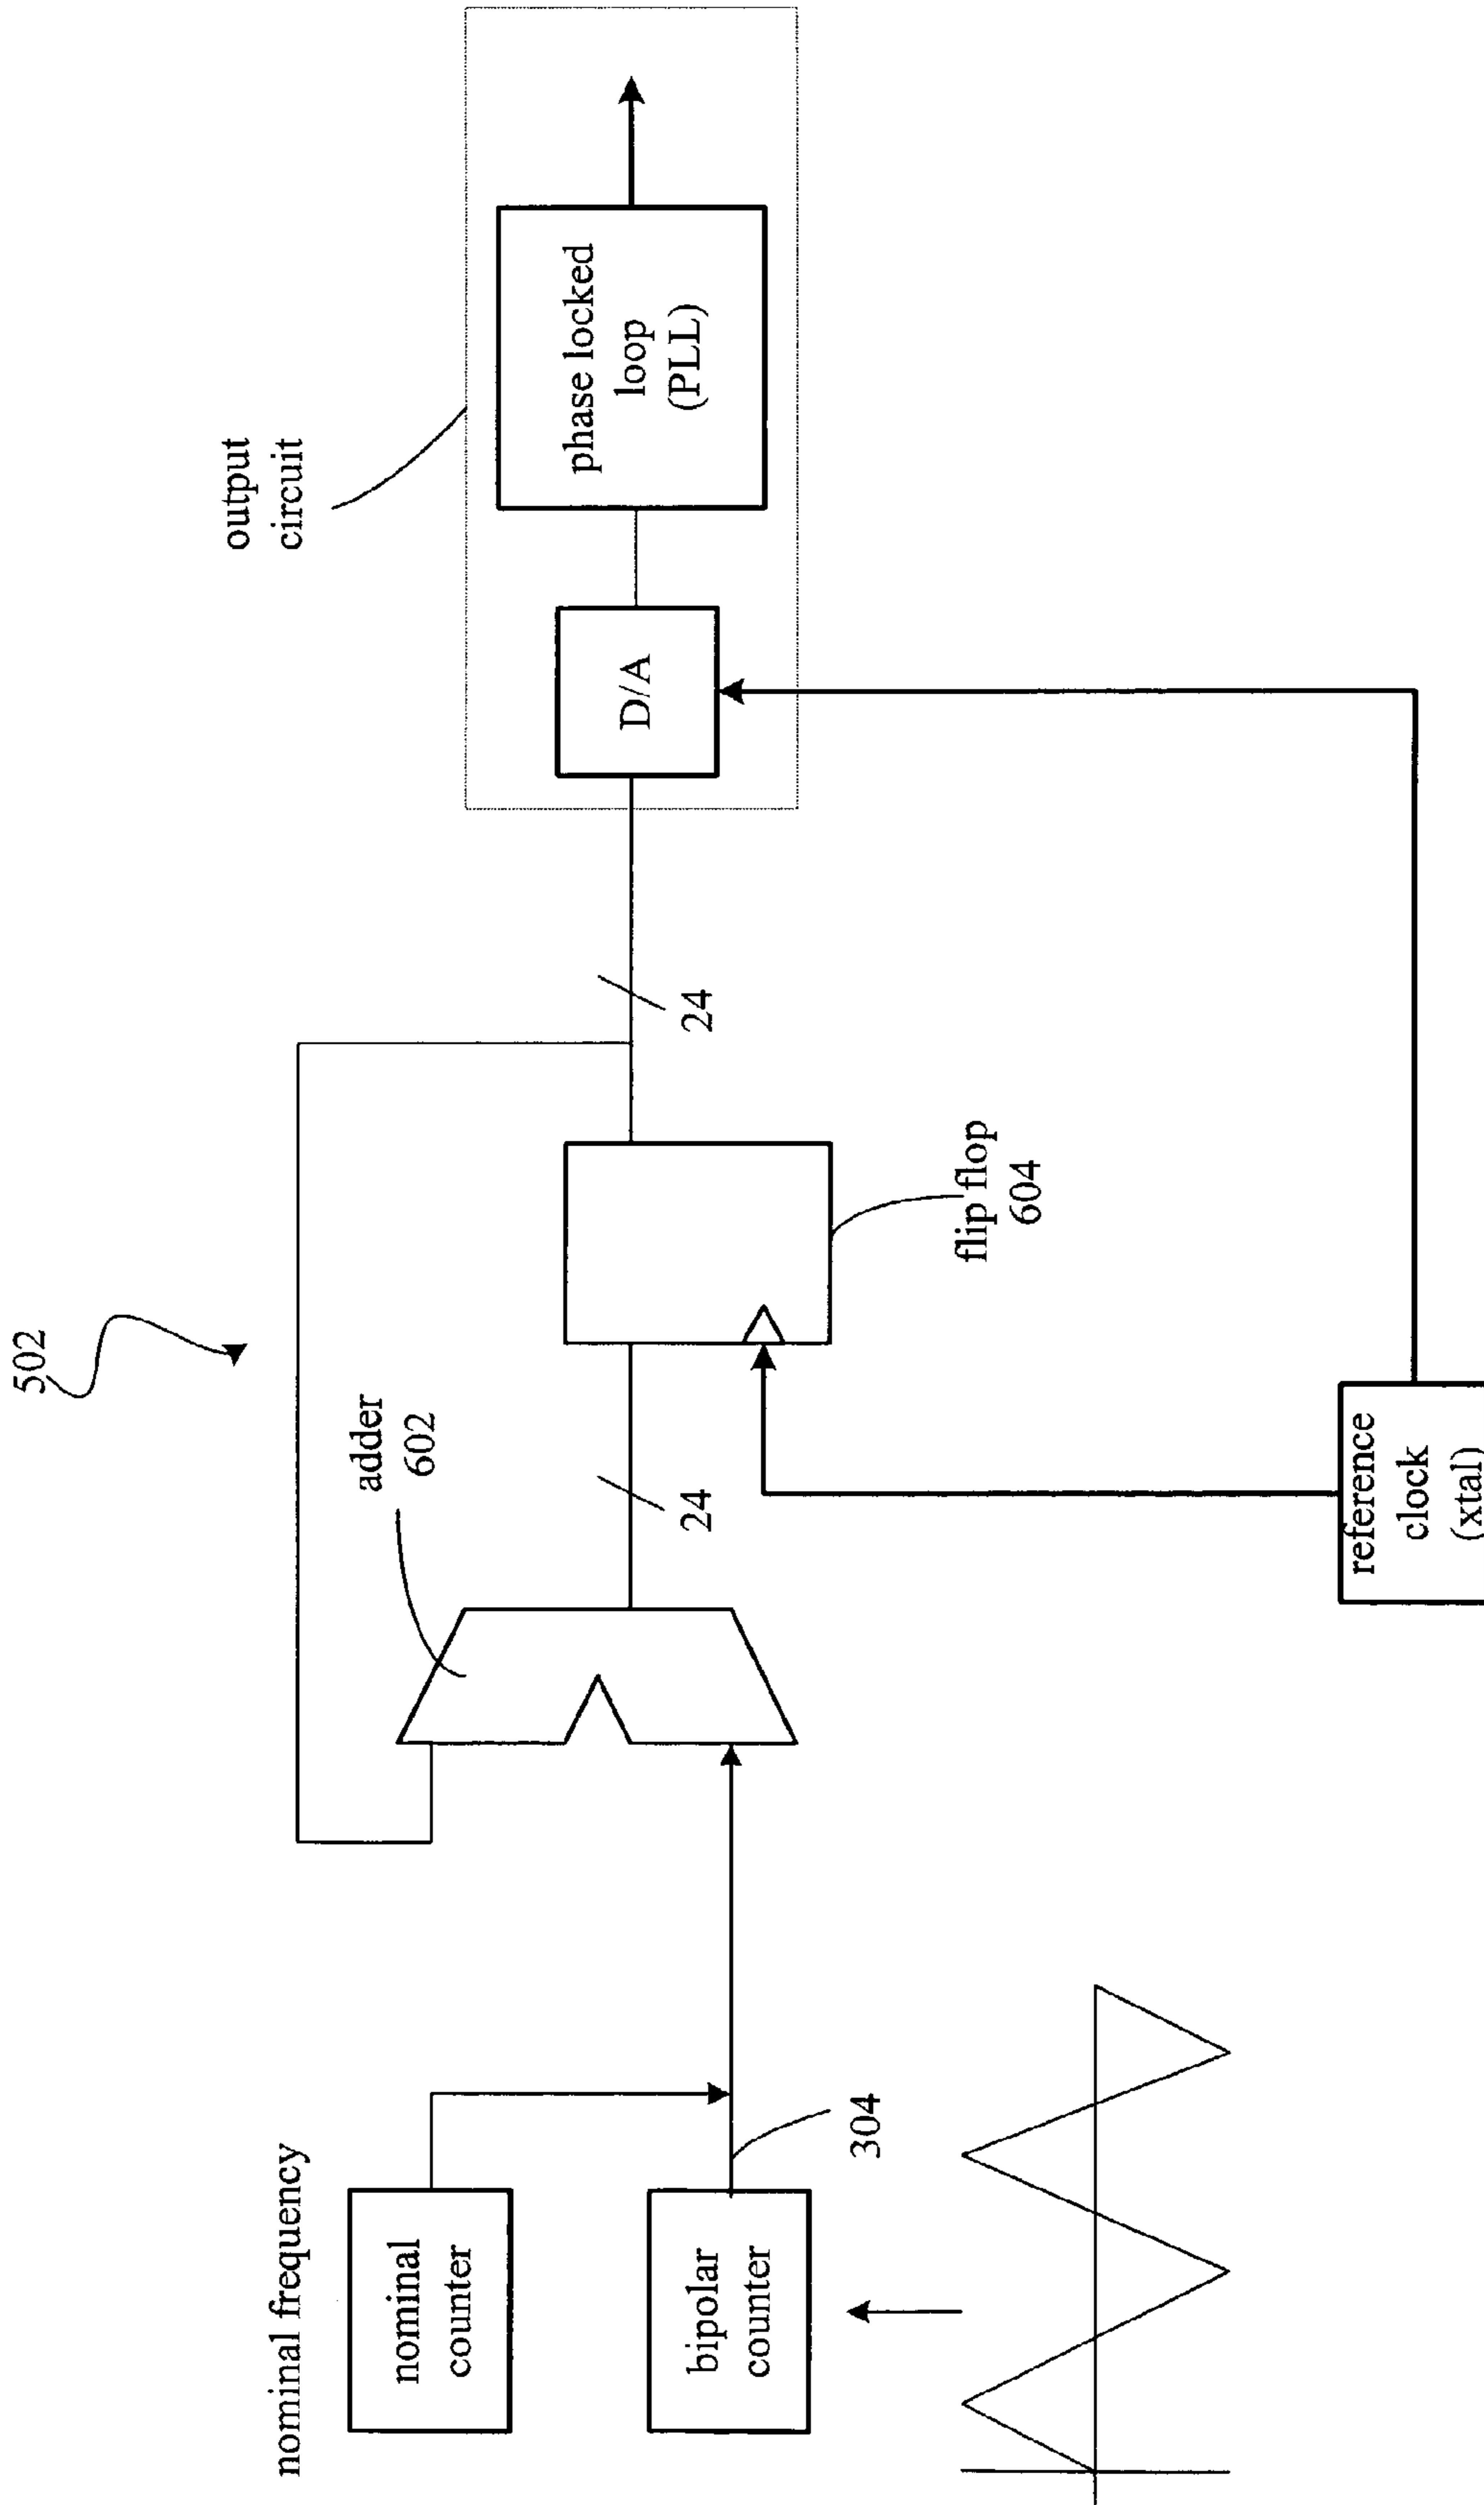 502
nominal frequency
nominal
counter
bipolar
counter
304
adder
602
24
flip flop
604
24
reference
clock
(xtal)
output
circuit
D/A
phase locked
loop
(PLL)